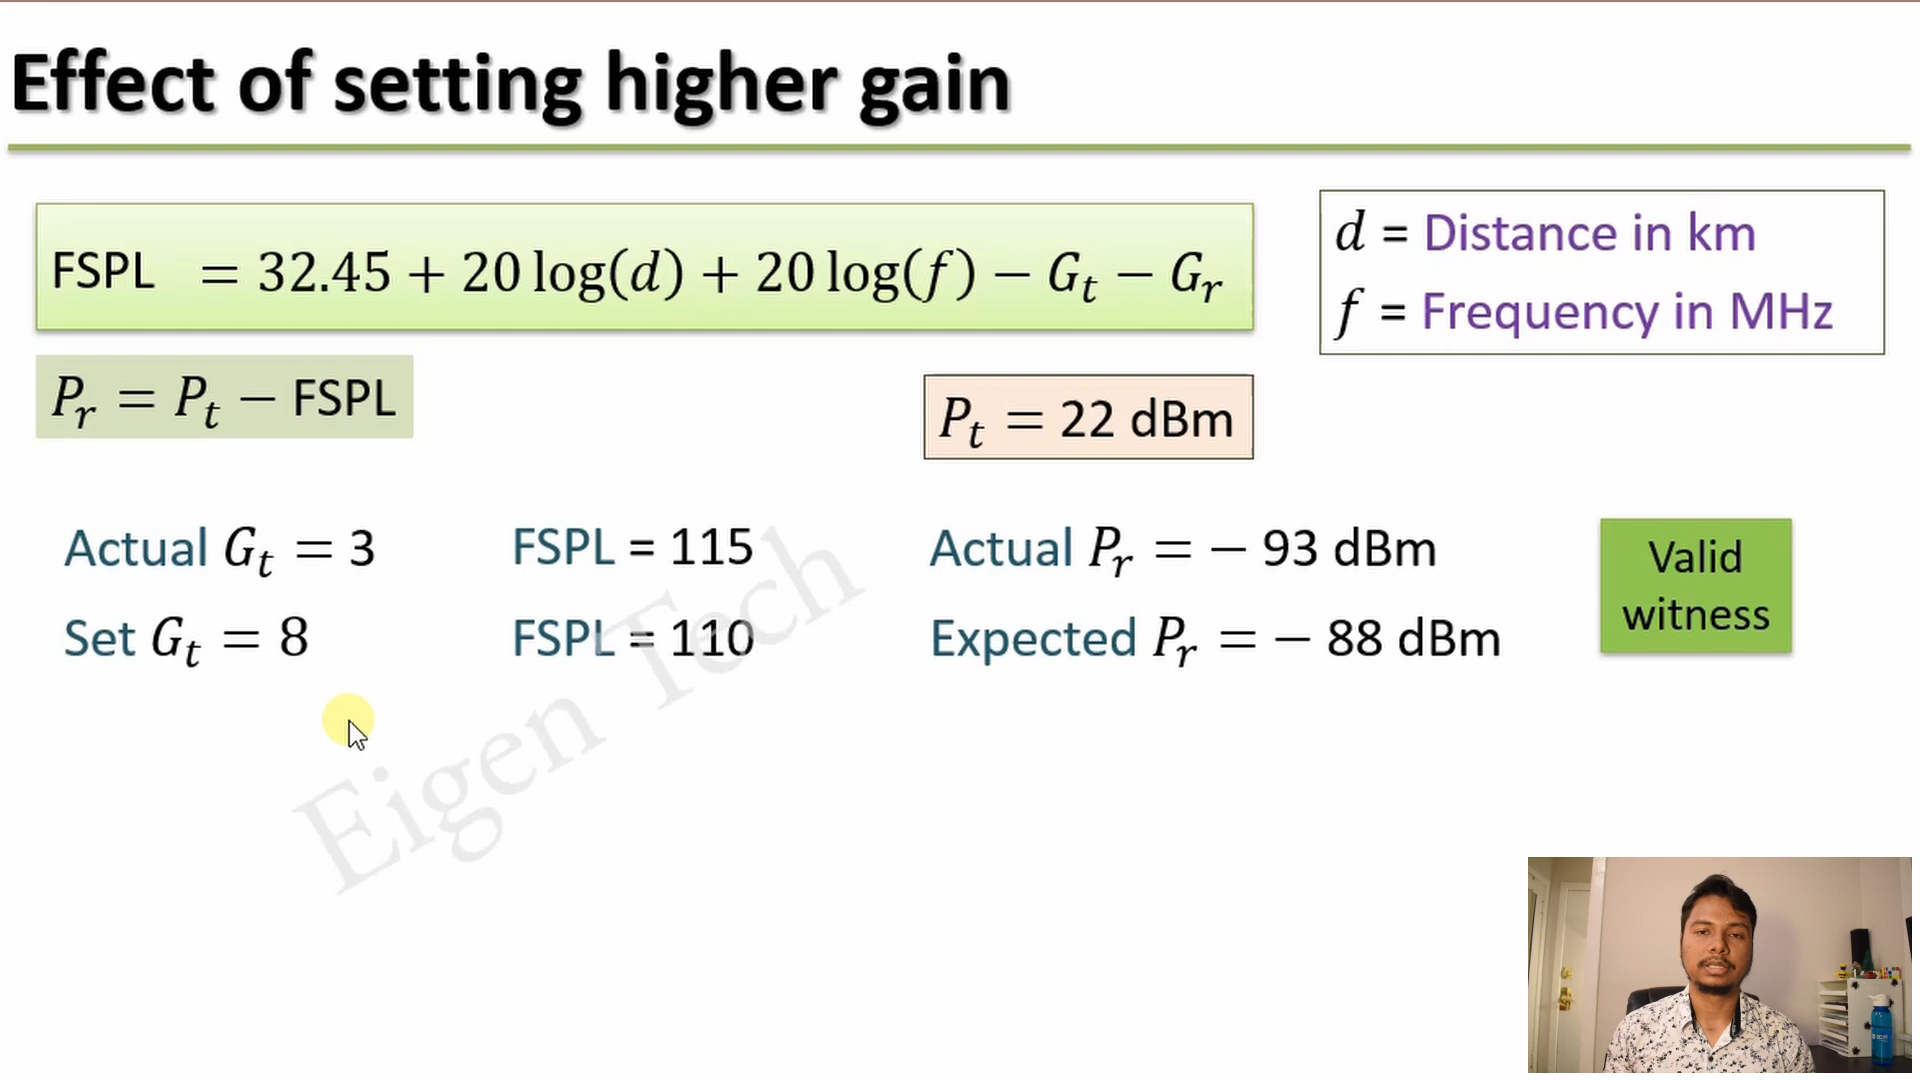 Effect of setting higher gain
FSPL = 32.45 + 20 log(d) + 20 log(f) − Gₜ − Gᵣ
d = Distance in km
f = Frequency in MHz
Pᵣ = Pₜ − FSPL
Pₜ = 22 dBm
Actual Gₜ = 3 FSPL = 115 Actual Pᵣ = − 93 dBm
Set Gₜ = 8 FSPL = 110 Expected Pᵣ = − 88 dBm
Valid
witness
Eigen Tech